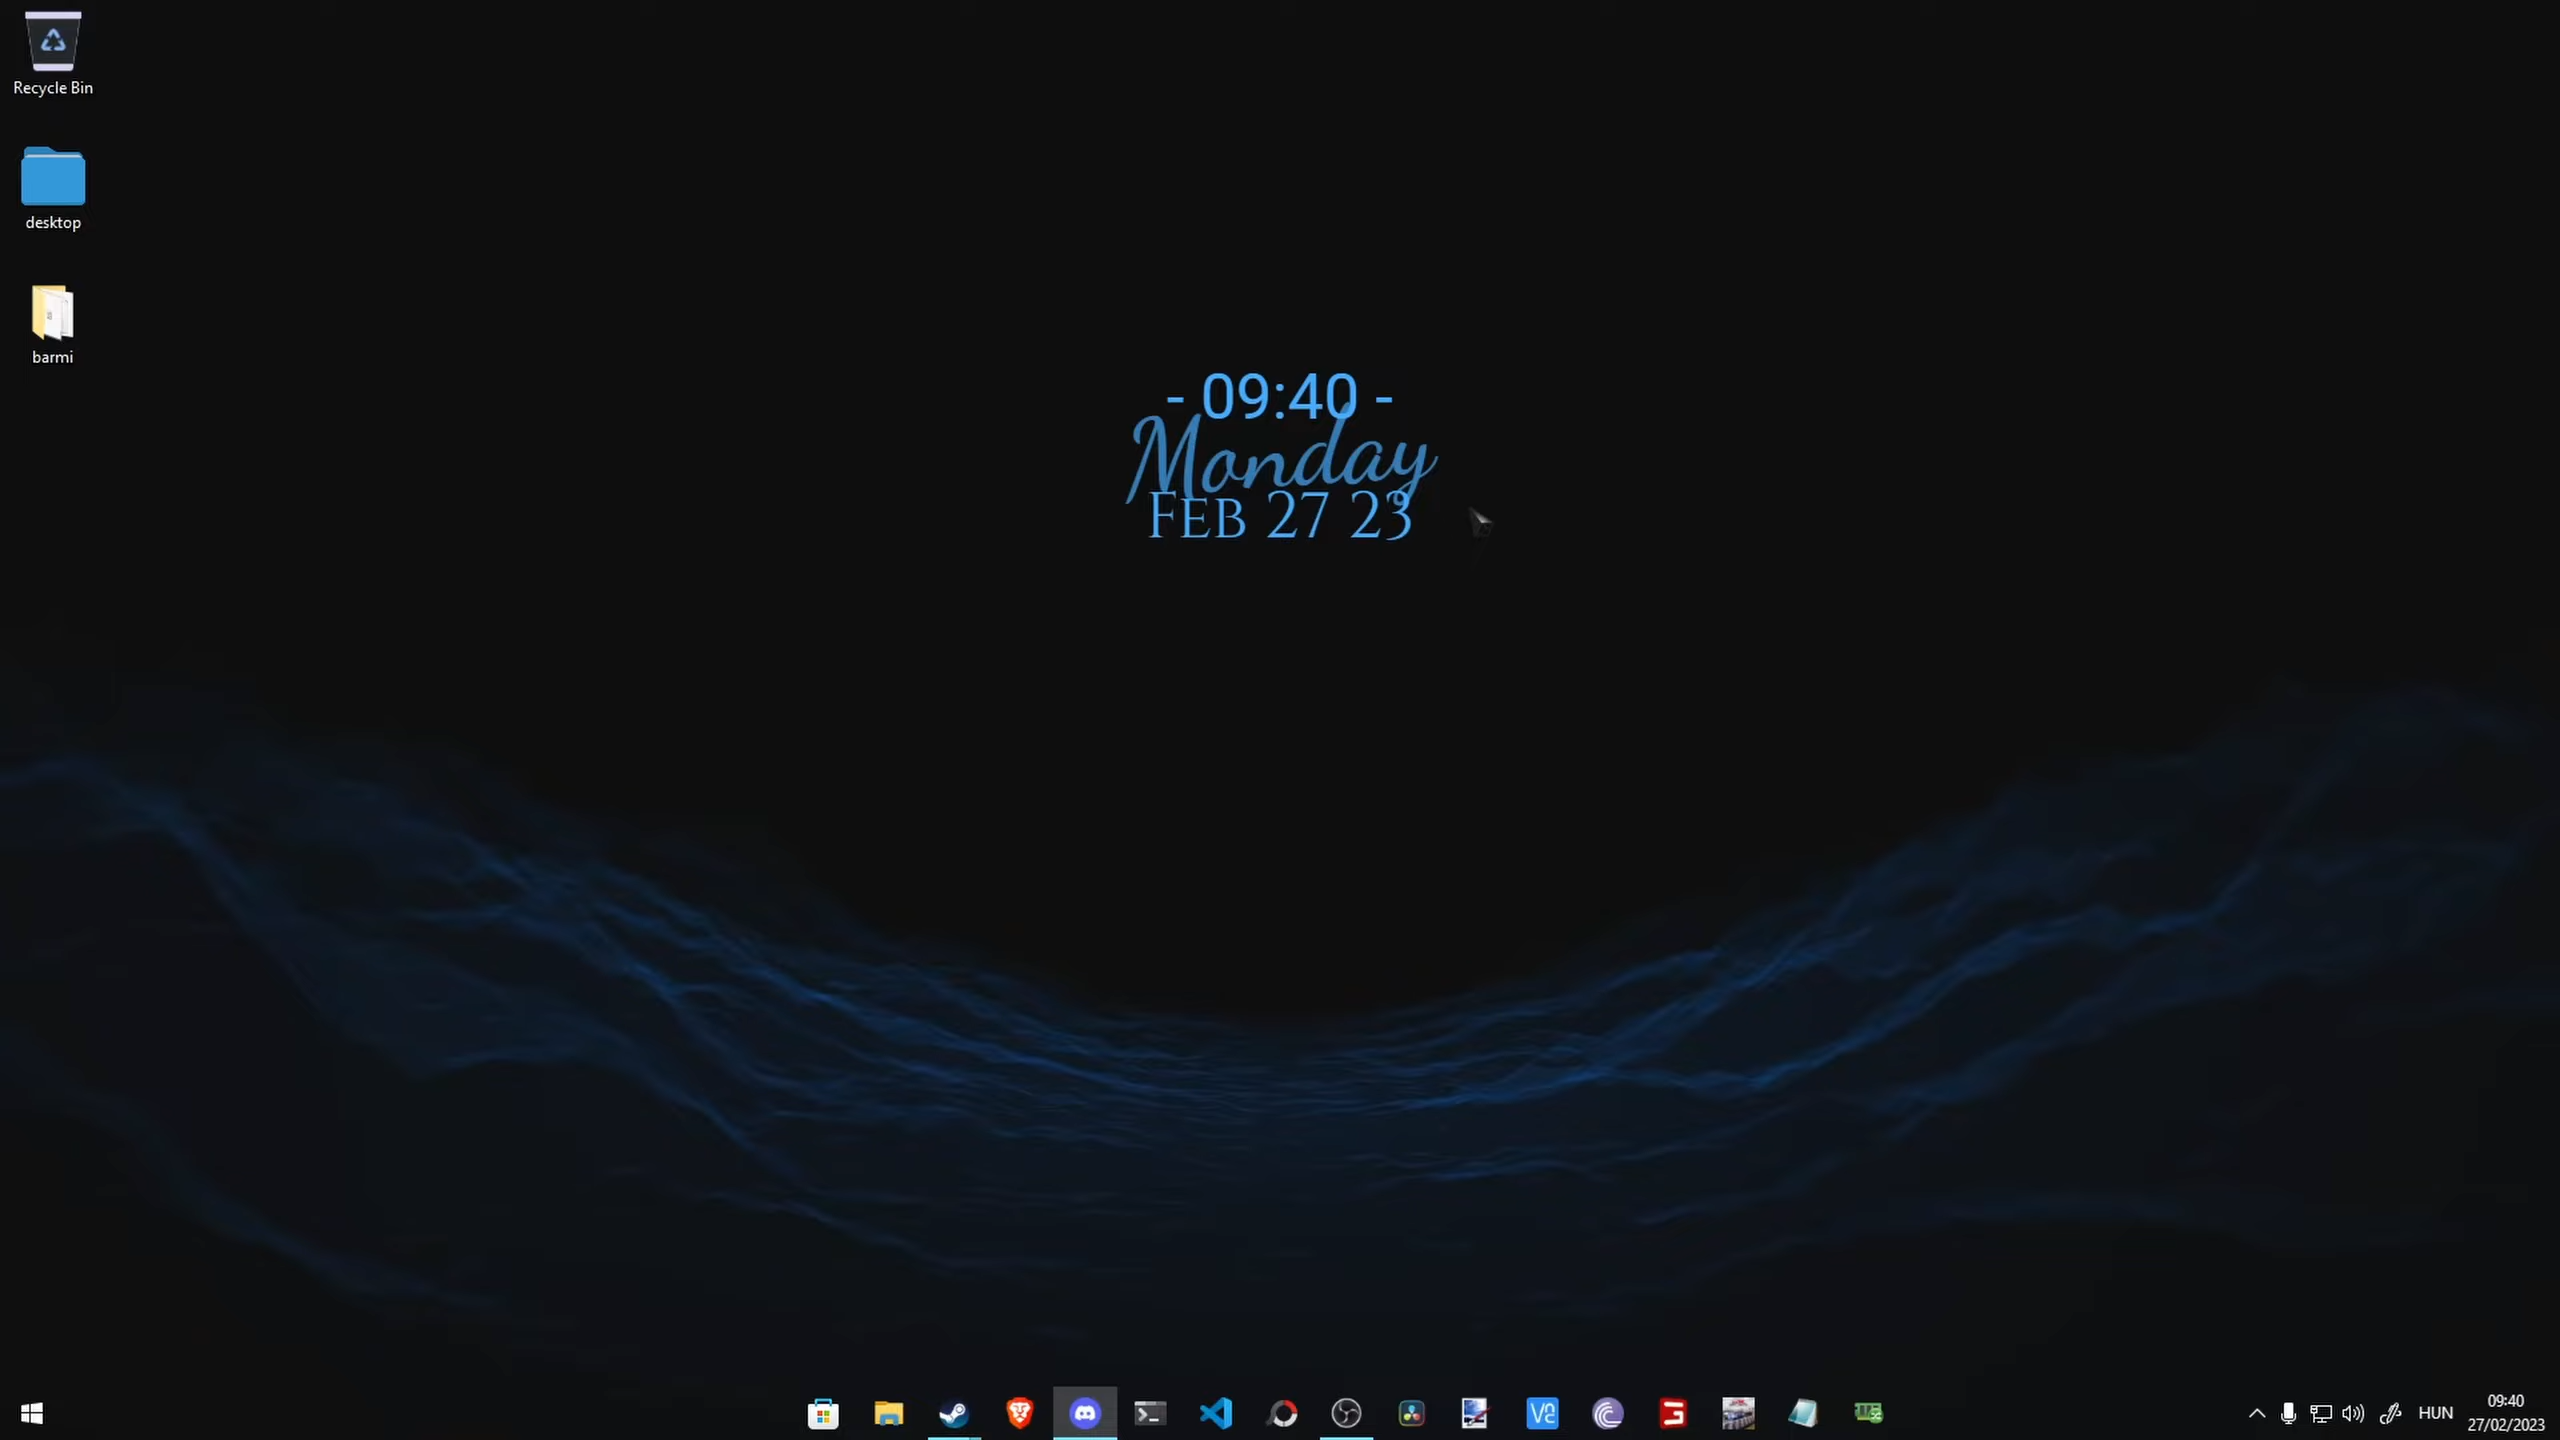 Recycle Bin
desktop
barmi
- 09:40 -
Monday
FEB 27 23
HUN
09:40
27/02/2023